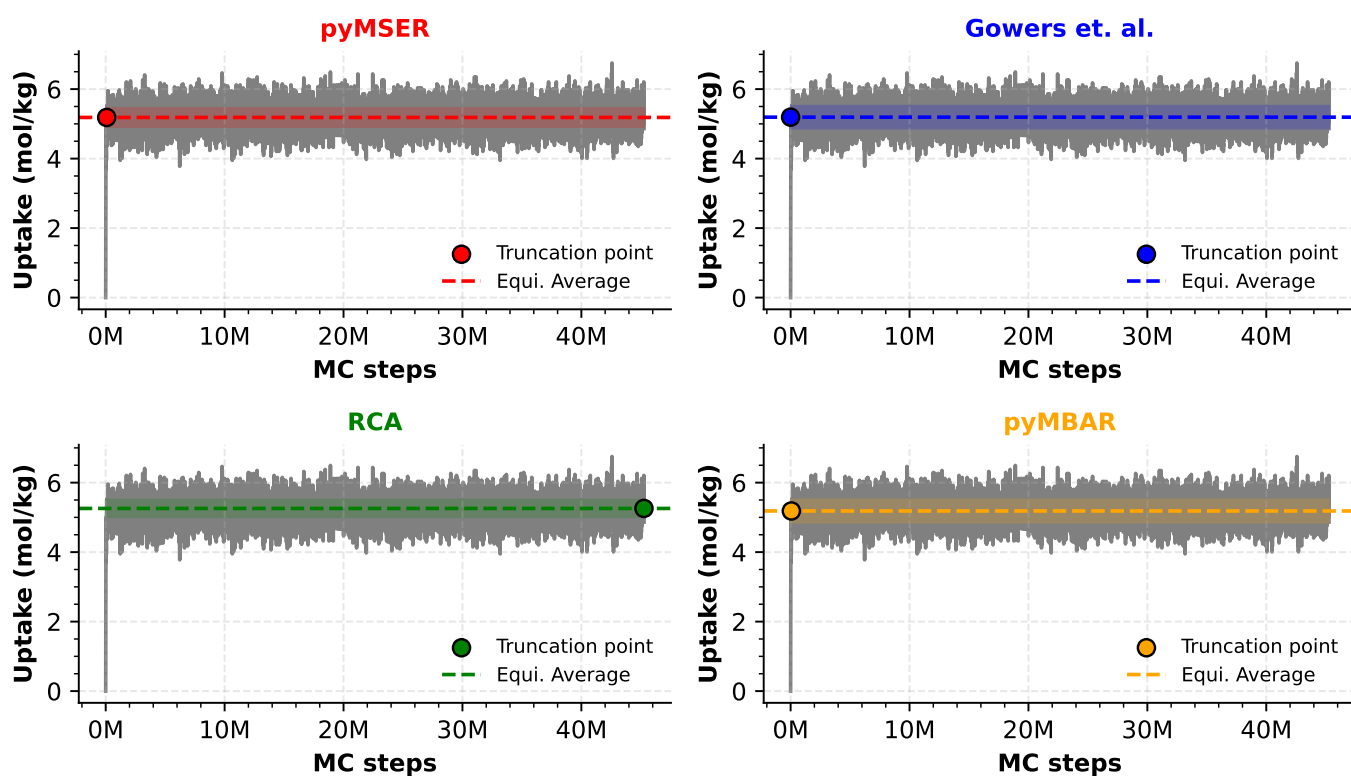 pyMSER
Uptake (mol/kg)
6
4
2
0
Truncation point
Equi. Average
0M 10M 20M 30M 40M
MC steps
Gowers et. al.
Uptake (mol/kg)
6
4
2
0
Truncation point
Equi. Average
0M 10M 20M 30M 40M
MC steps
RCA
Uptake (mol/kg)
6
4
2
0
Truncation point
Equi. Average
0M 10M 20M 30M 40M
MC steps
pyMBAR
Uptake (mol/kg)
6
4
2
0
Truncation point
Equi. Average
0M 10M 20M 30M 40M
MC steps